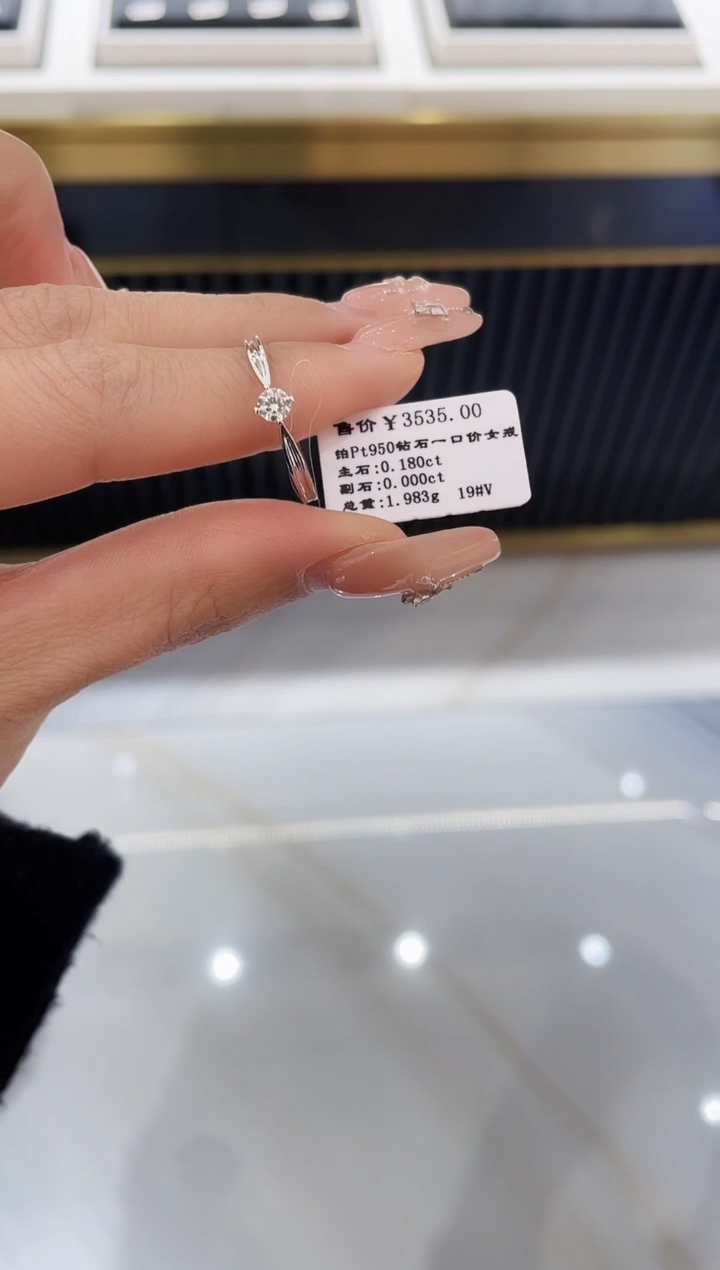 售价￥3535.00
铂Pt950钻石一口价女戒
主石:0.180ct
副石:0.000ct
总重:1.983g 19#V